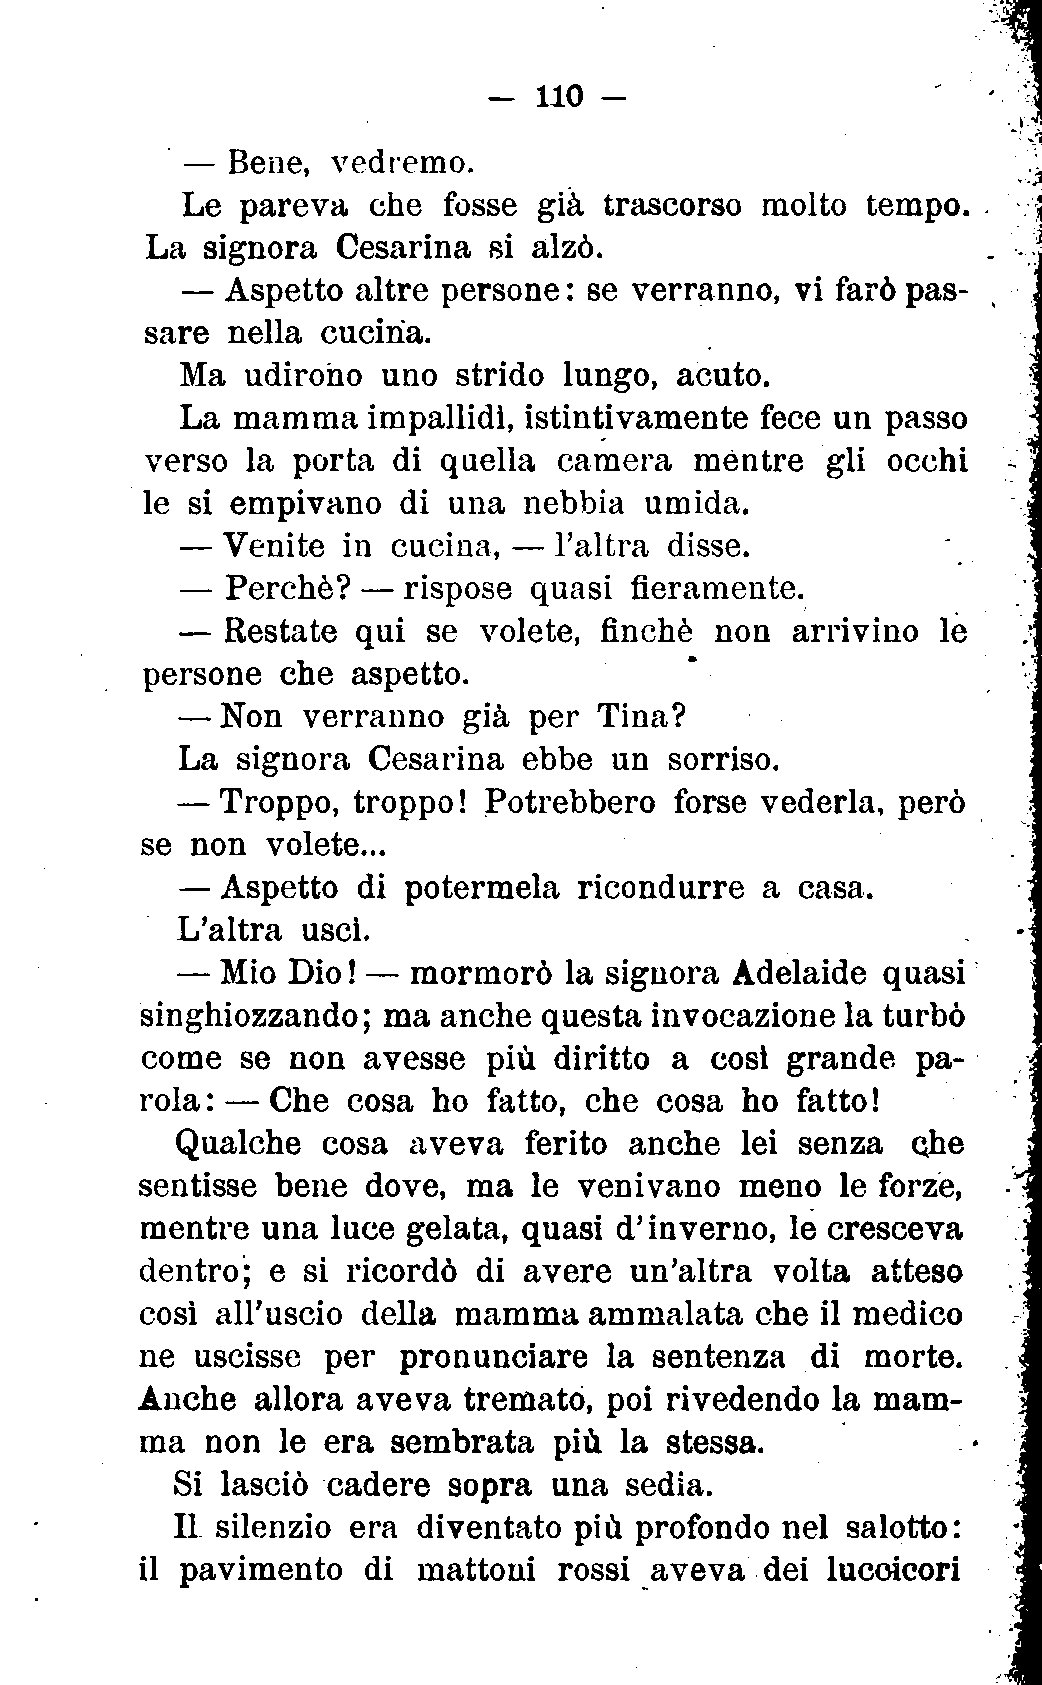 — 110 —
— Bene, vedremo.
Le pareva che fosse già trascorso molto tempo.
La signora Cesarina si alzò.
— Aspetto altre persone: se verranno, vi farò pas-
sare nella cucina.
Ma udirono uno strido lungo, acuto.
La mamma impallidì, istintivamente fece un passo
verso la porta di quella camera mentre gli occhi
le si empivano di una nebbia umida.
— Venite in cucina, — l'altra disse.
— Perchè? — rispose quasi fieramente.
— Restate qui se volete, finchè non arrivino le
persone che aspetto.
— Non verranno già per Tina?
La signora Cesarina ebbe un sorriso.
— Troppo, troppo! Potrebbero forse vederla, però
se non volete...
— Aspetto di potermela ricondurre a casa.
L'altra uscì.
— Mio Dio! — mormorò la signora Adelaide quasi
singhiozzando; ma anche questa invocazione la turbò
come se non avesse più diritto a così grande pa-
rola: — Che cosa ho fatto, che cosa ho fatto!
Qualche cosa aveva ferito anche lei senza che
sentisse bene dove, ma le venivano meno le forze,
mentre una luce gelata, quasi d'inverno, le cresceva
dentro; e si ricordò di avere un'altra volta atteso
così all'uscio della mamma ammalata che il medico
ne uscisse per pronunciare la sentenza di morte.
Anche allora aveva tremato, poi rivedendo la mam-
ma non le era sembrata più la stessa.
Si lasciò cadere sopra una sedia.
Il silenzio era diventato più profondo nel salotto:
il pavimento di mattoni rossi aveva dei luccicori